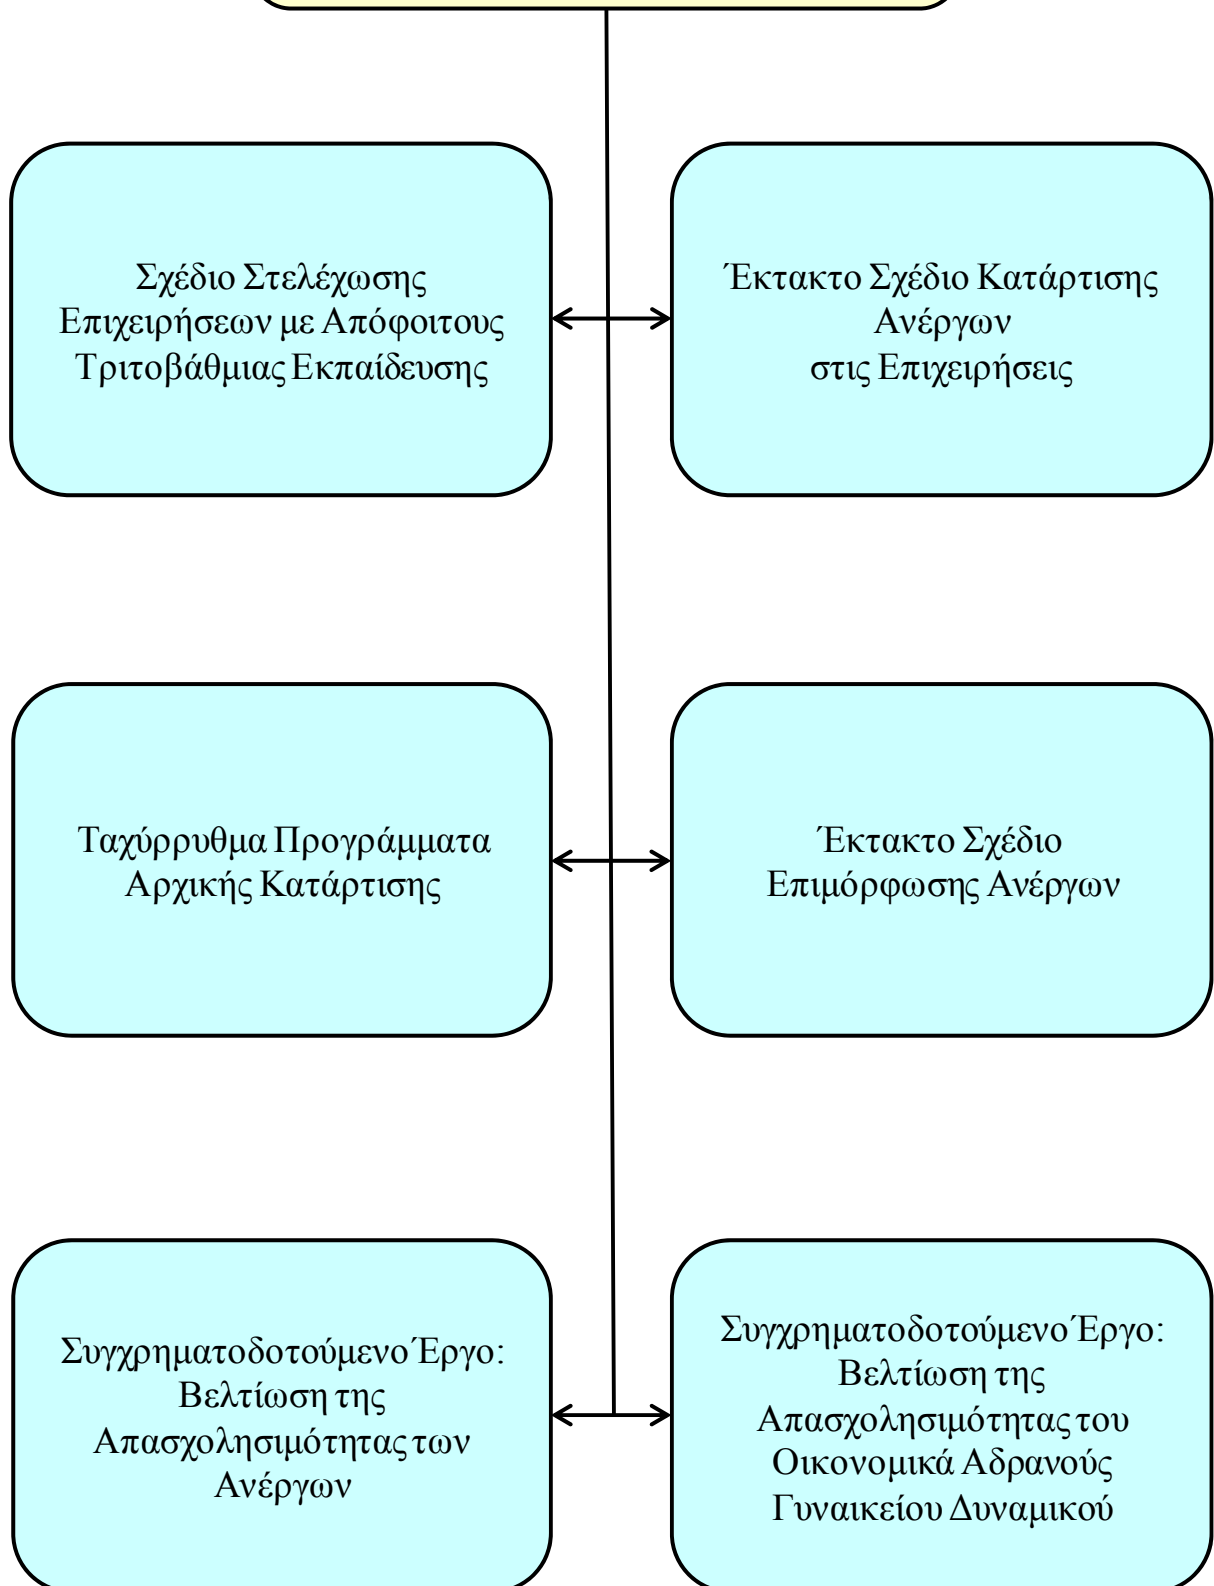 Σχέδιο Στελέχωσης
Επιχειρήσεων με Απόφοιτους
Τριτοβάθμιας Εκπαίδευσης
Έκτακτο Σχέδιο Κατάρτισης
Ανέργων
στις Επιχειρήσεις
Ταχύρρυθμα Προγράμματα
Αρχικής Κατάρτισης
Έκτακτο Σχέδιο
Επιμόρφωσης Ανέργων
Συγχρηματοδοτούμενο Έργο:
Βελτίωση της
Απασχολησιμότητας των
Ανέργων
Συγχρηματοδοτούμενο Έργο:
Βελτίωση της
Απασχολησιμότητας του
Οικονομικά Αδρανούς
Γυναικείου Δυναμικού